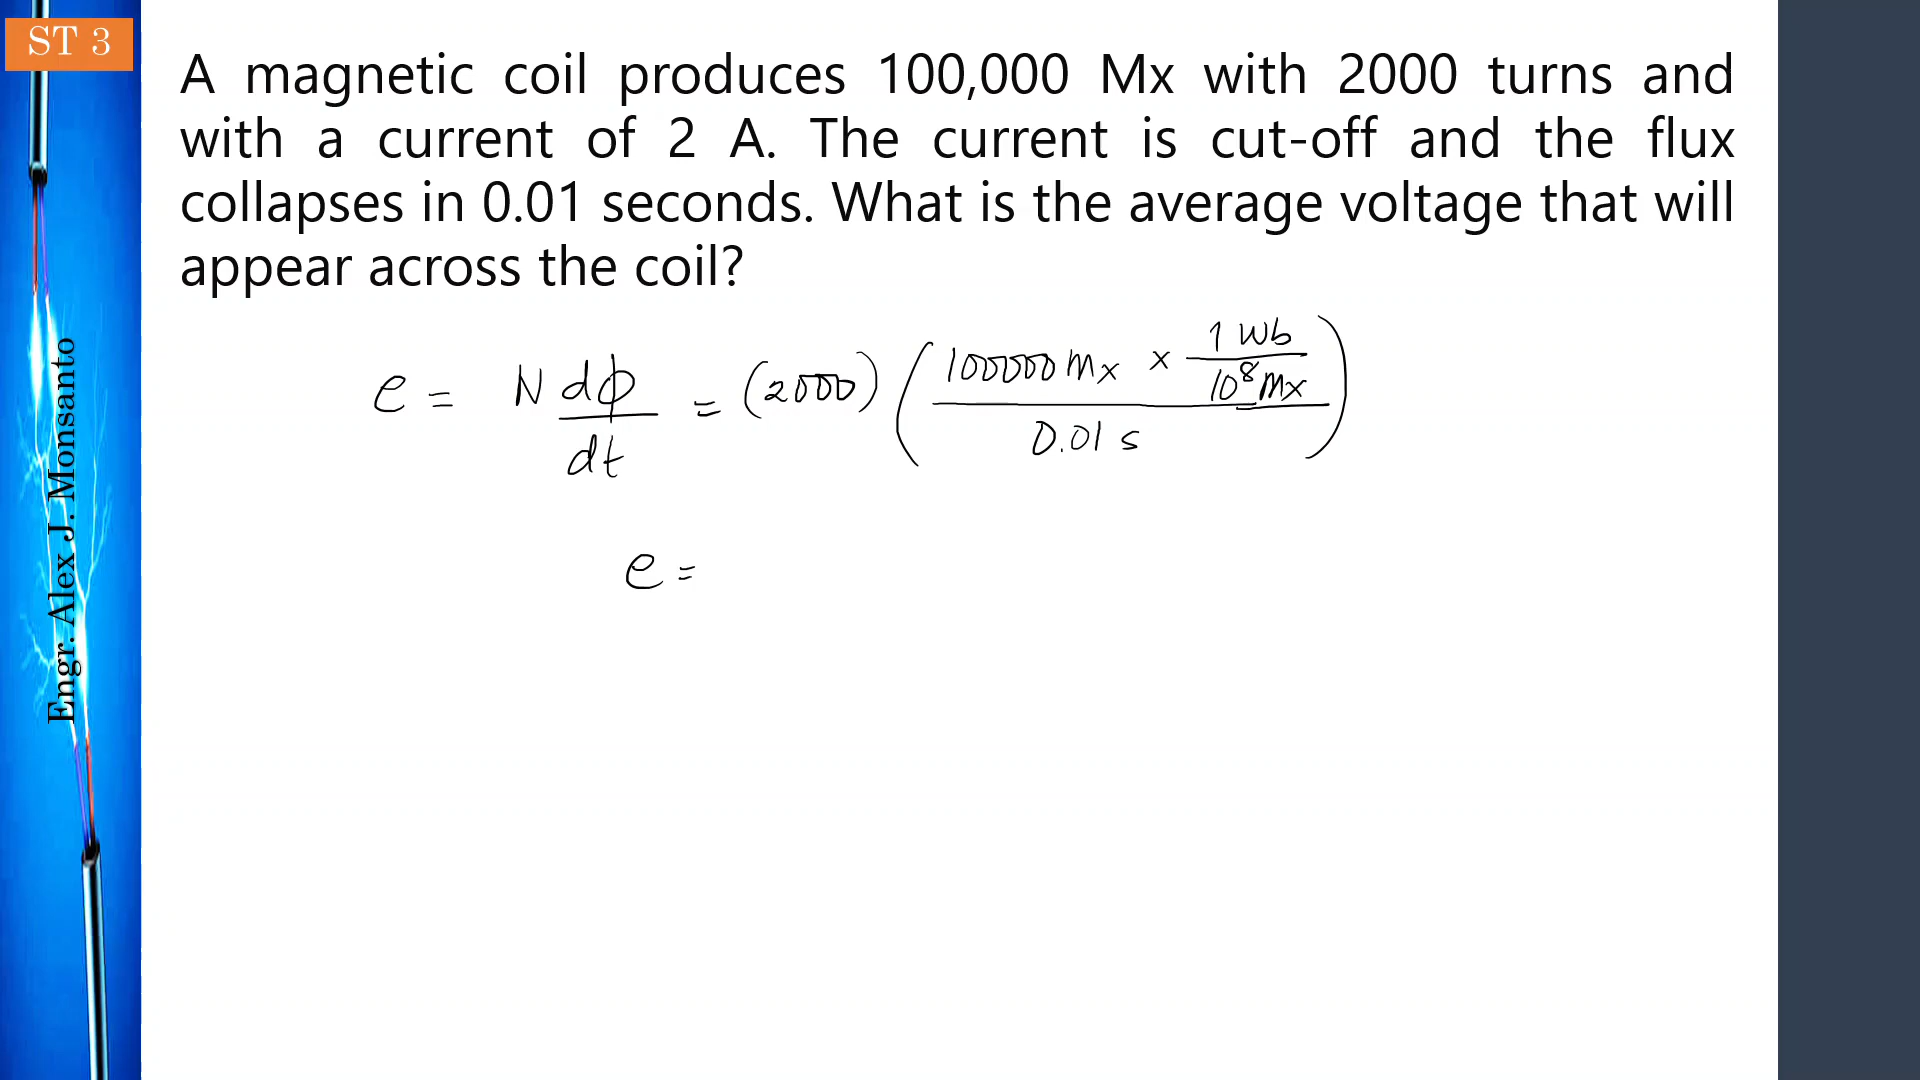 ST 3
A magnetic coil produces 100,000 Mx with 2000 turns and
with a current of 2 A. The current is cut-off and the flux
collapses in 0.01 seconds. What is the average voltage that will
appear across the coil?
e = N dϕ/dt = (2000) (100000 Mx x 1 Wb/10⁸ Mx / 0.01 s)
e =
Engr. Alex J. Monsanto